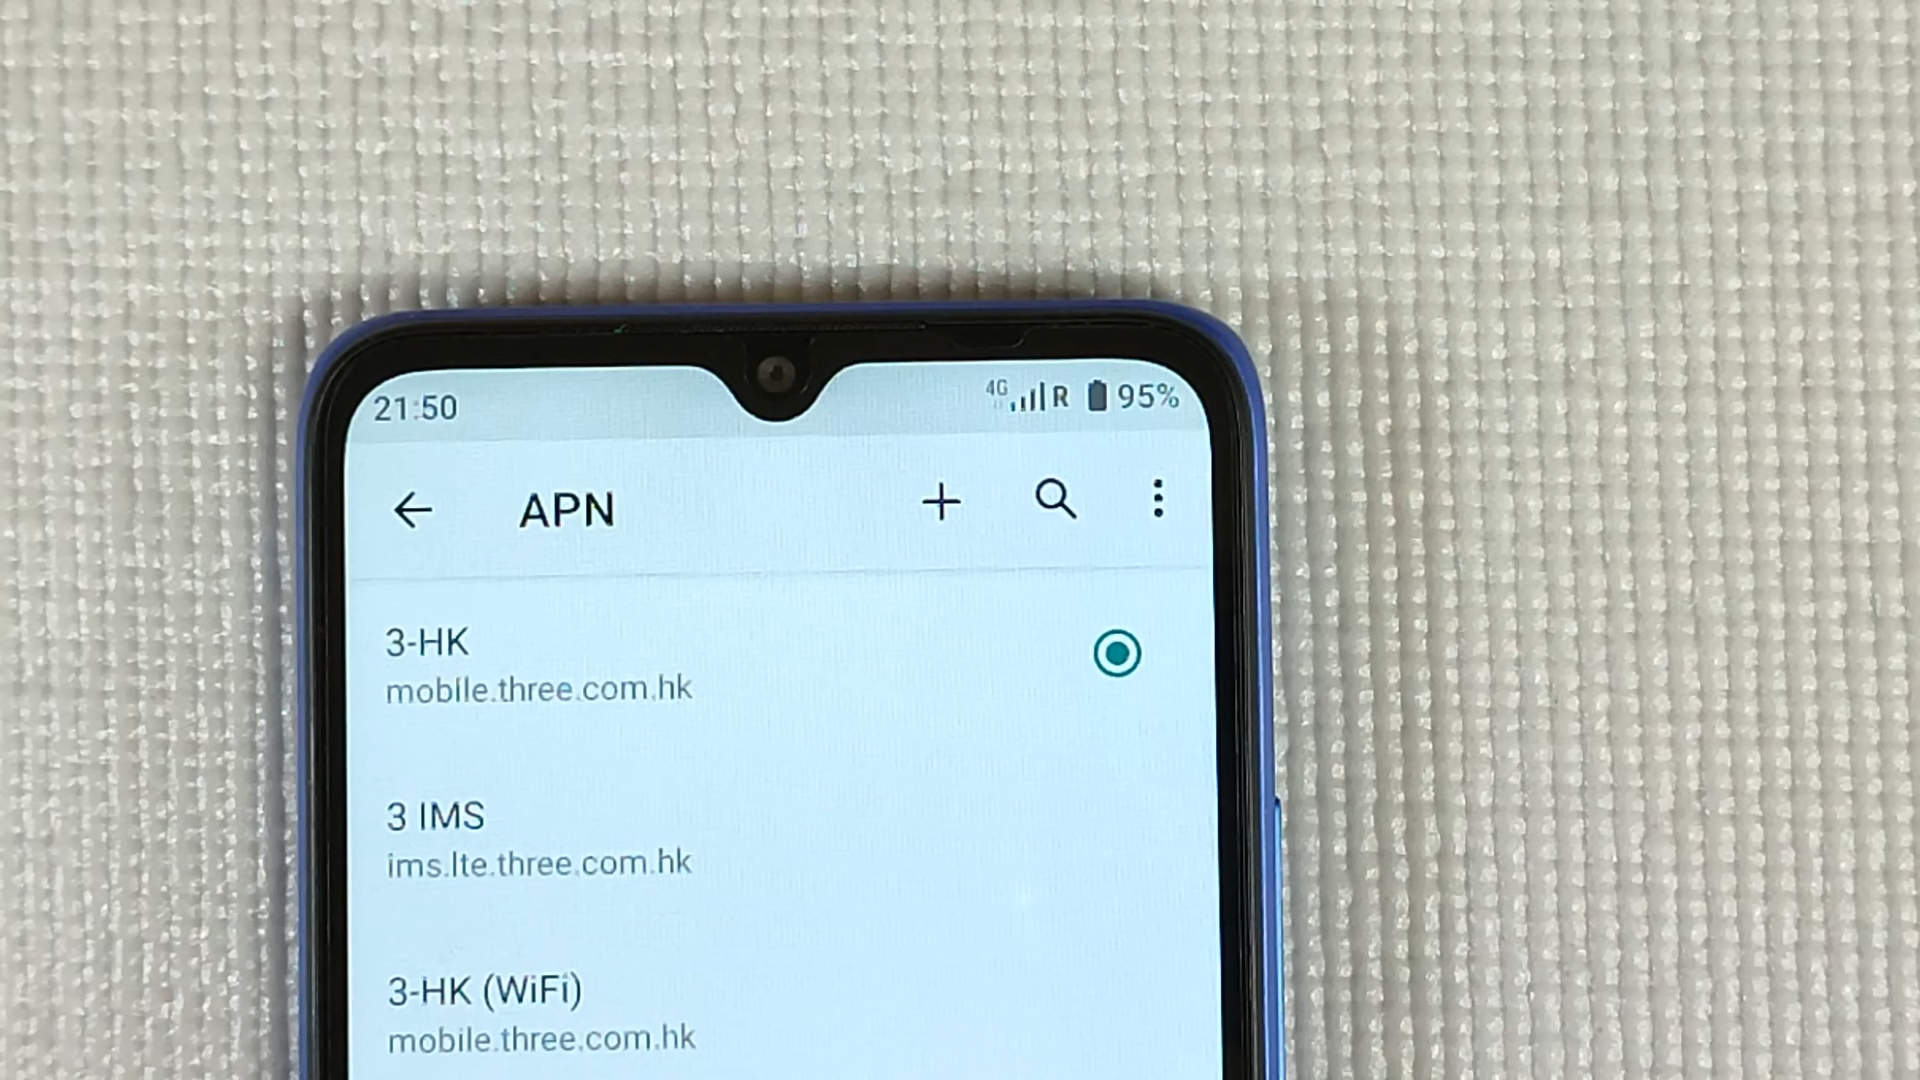 21:50
4G R 95%
APN
3-HK
mobile.three.com.hk
3 IMS
ims.lte.three.com.hk
3-HK (WiFi)
mobile.three.com.hk